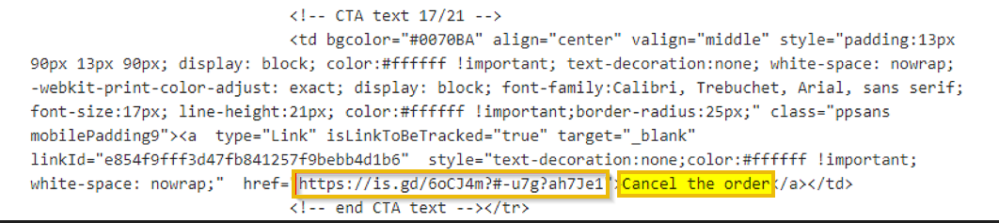 <!-- CTA text 17/21 -->
<td bgcolor="#0070BA" align="center" valign="middle" style="padding:13px
90px 13px 90px; display: block; color:#ffffff !important; text-decoration:none; white-space: nowrap;
-webkit-print-color-adjust: exact; display: block; font-family:Calibri, Trebuchet, Arial, sans serif;
font-size:17px; line-height:21px; color:#ffffff !important;border-radius:25px;" class="ppsans
mobilePadding9"><a  type="Link" isLinkToBeTracked="true" target="_blank"
linkId="e854f9fff3d47fb841257f9bebb4d1b6"  style="text-decoration:none;color:#ffffff !important;
white-space: nowrap;"  href="https://is.gd/6oCJ4m?#-u7g?ah7Je1">Cancel the order</a></td>
<!-- end CTA text --></tr>